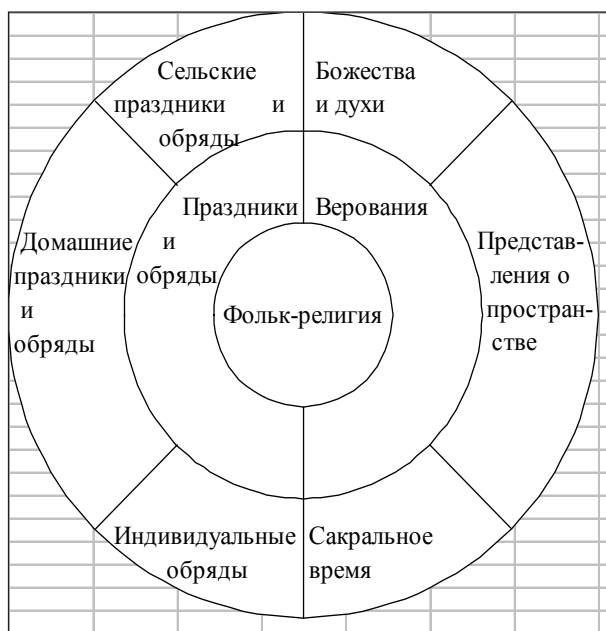 Сельские
праздники и
обряды
Божества
и духи
Праздники
и
обряды
Верования
Домашние
праздники
и
обряды
Представ-
ления о
простран-
стве
Фольк-религия
Индивидуальные
обряды
Сакральное
время